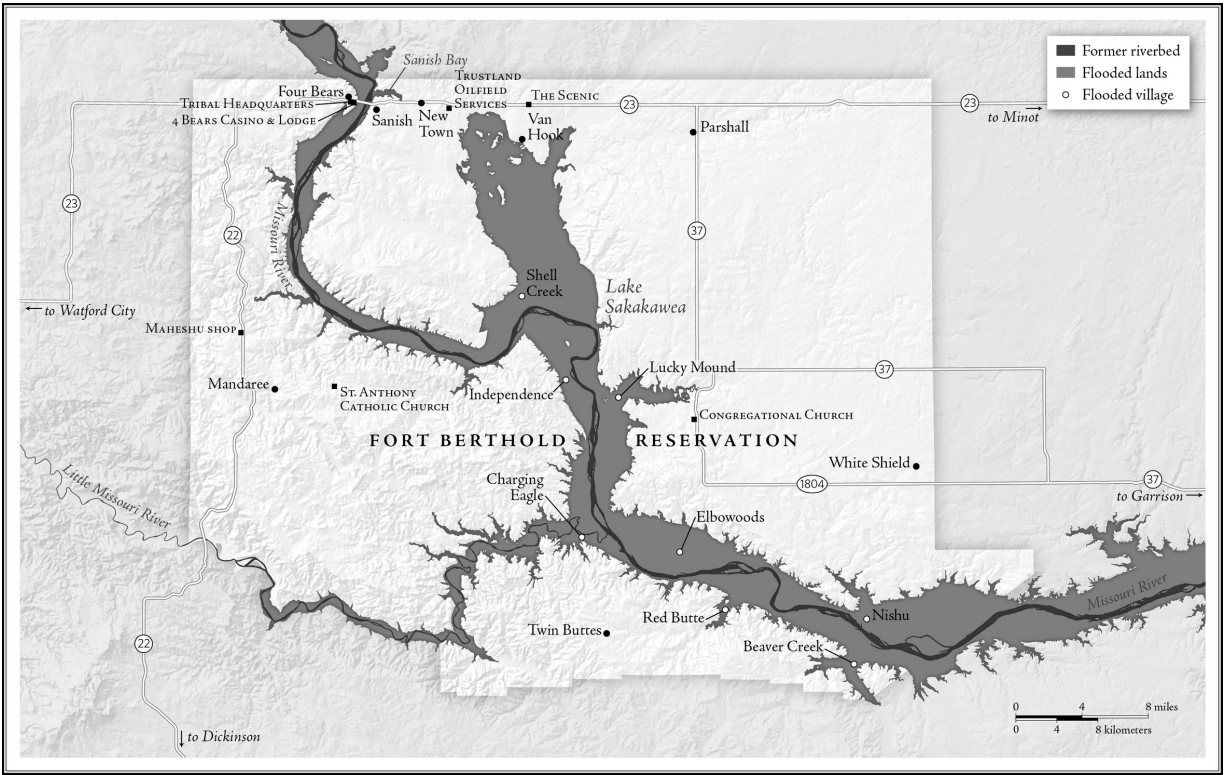 Former riverbed
Flooded lands
Flooded village
Sanish Bay
Trustland
Oilfield
Services
Four Bears
Tribal Headquarters
4 Bears Casino & Lodge
Sanish
New
Town
The Scenic
Van
Hook
23
23
to Minot
Parshall
23
22
37
Missouri River
Shell
Creek
Lake
Sakakawea
to Watford City
Maheshu shop
Mandaree
St. Anthony
Catholic Church
Independence
Lucky Mound
37
Congregational Church
FORT BERTHOLD RESERVATION
White Shield
1804
37
to Garrison
Little Missouri River
Charging
Eagle
Elbowoods
Missouri River
Red Butte
Nishu
Twin Buttes
Beaver Creek
22
to Dickinson
0 4 8 miles
0 4 8 kilometers